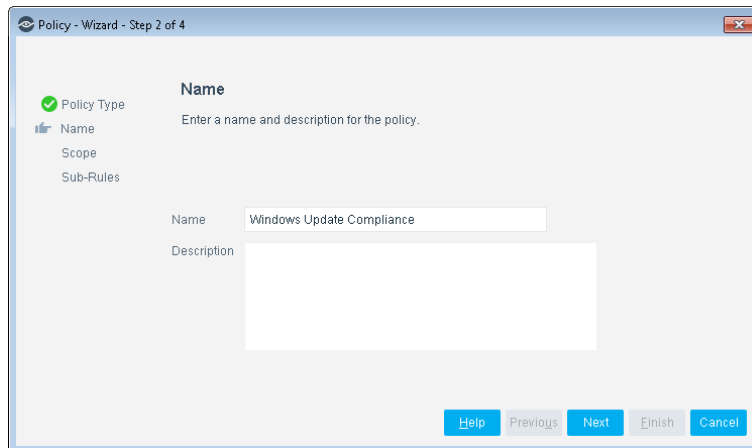 Policy - Wizard - Step 2 of 4
Policy Type
Name
Scope
Sub-Rules
Name
Enter a name and description for the policy.
Name Windows Update Compliance
Description
Help Previous Next Finish Cancel